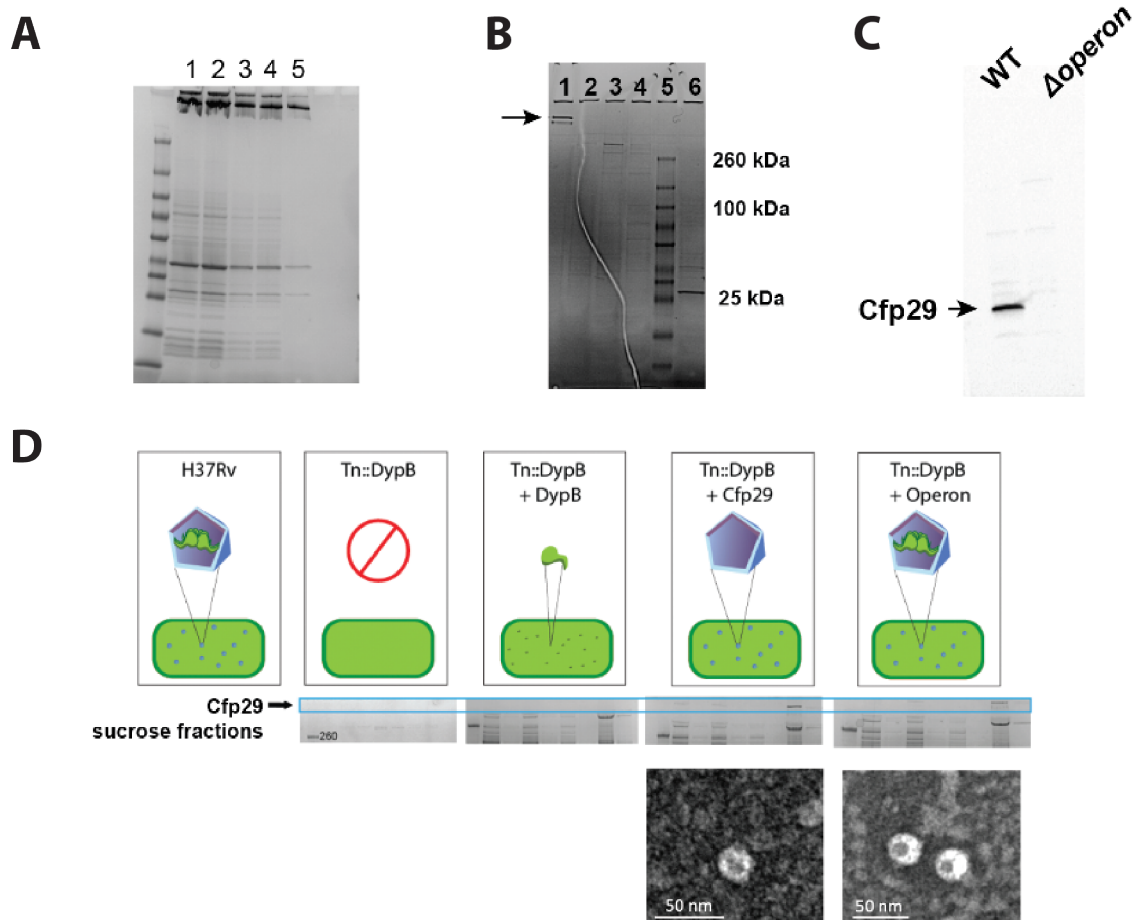 A
1 2 3 4 5
B
1 2 3 4 5 6
260 kDa
100 kDa
25 kDa
C
WT Δoperon
Cfp29
D
H37Rv
Tn::DypB
Tn::DypB
+ DypB
Tn::DypB
+ Cfp29
Tn::DypB
+ Operon
Cfp29
sucrose fractions
260
50 nm
50 nm